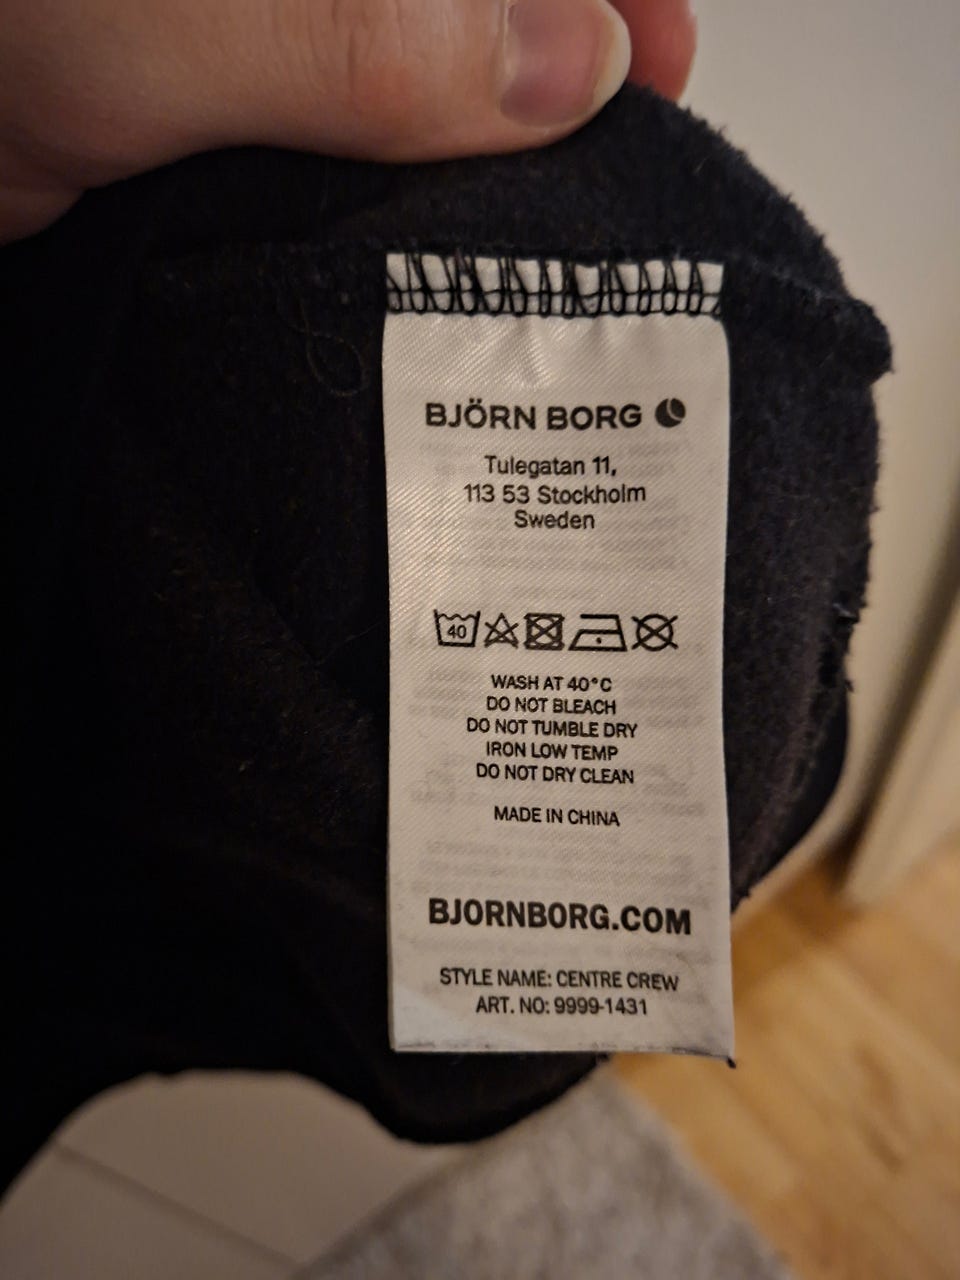 BJÖRN BORG
Tulegatan 11,
113 53 Stockholm
Sweden
40
WASH AT 40°C
DO NOT BLEACH
DO NOT TUMBLE DRY
IRON LOW TEMP
DO NOT DRY CLEAN
MADE IN CHINA
BJORNBORG.COM
STYLE NAME: CENTRE CREW
ART. NO: 9999-1431